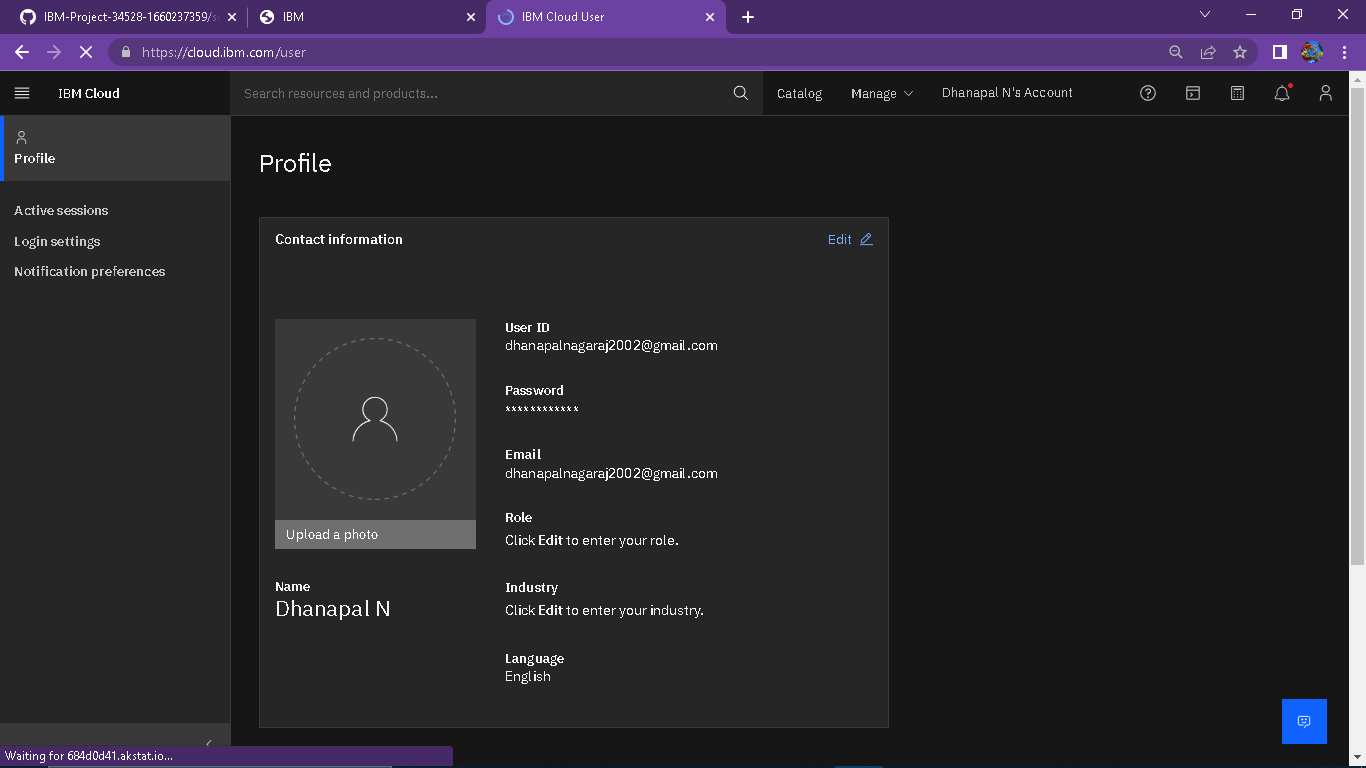 IBM-Project-34528-1660237359/s
IBM
IBM Cloud User
https://cloud.ibm.com/user
IBM Cloud
Search resources and products...
Catalog
Manage
Dhanapal N's Account
Profile
Active sessions
Login settings
Notification preferences
Profile
Contact information
Edit
Upload a photo
Name
Dhanapal N
User ID
dhanapalnagaraj2002@gmail.com
Password
************
Email
dhanapalnagaraj2002@gmail.com
Role
Click Edit to enter your role.
Industry
Click Edit to enter your industry.
Language
English
Waiting for 684d0d41.akstat.io...